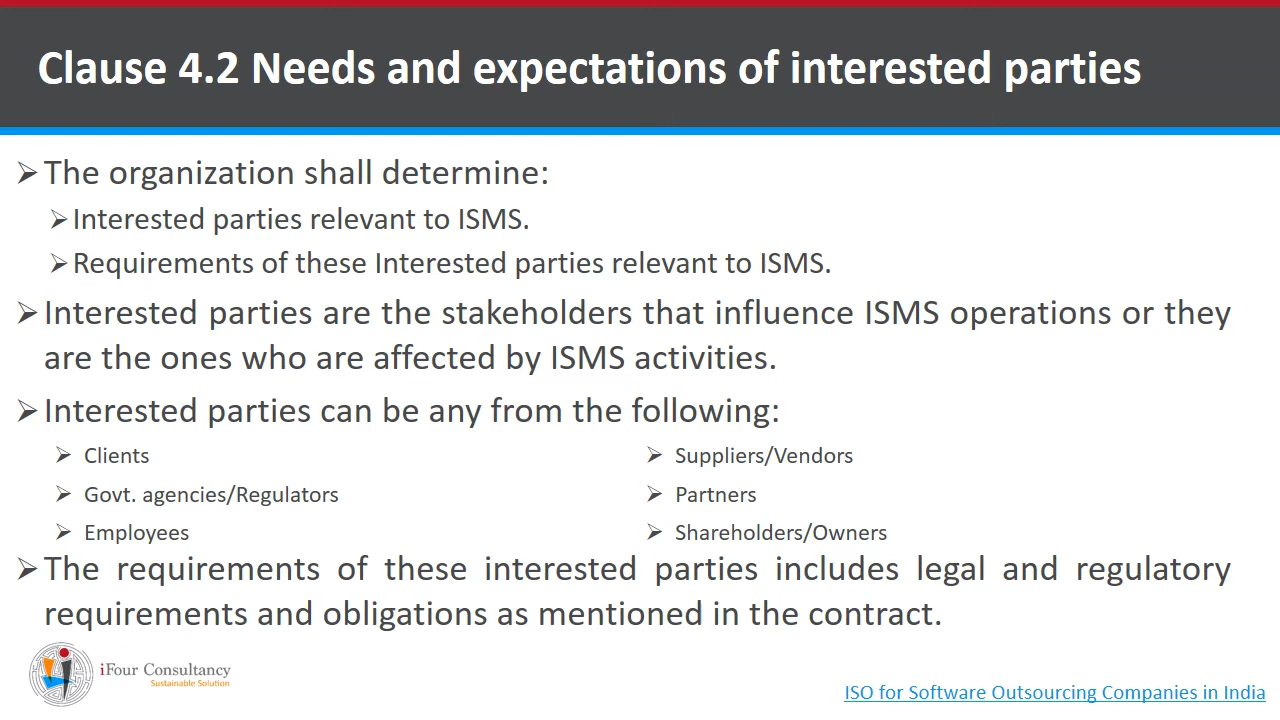 Clause 4.2 Needs and expectations of interested parties
The organization shall determine:
Interested parties relevant to ISMS.
Requirements of these Interested parties relevant to ISMS.
Interested parties are the stakeholders that influence ISMS operations or they
are the ones who are affected by ISMS activities.
Interested parties can be any from the following:
Clients
Govt. agencies/Regulators
Employees
Suppliers/Vendors
Partners
Shareholders/Owners
The requirements of these interested parties includes legal and regulatory
requirements and obligations as mentioned in the contract.
iFour Consultancy
Sustainable Solution
ISO for Software Outsourcing Companies in India